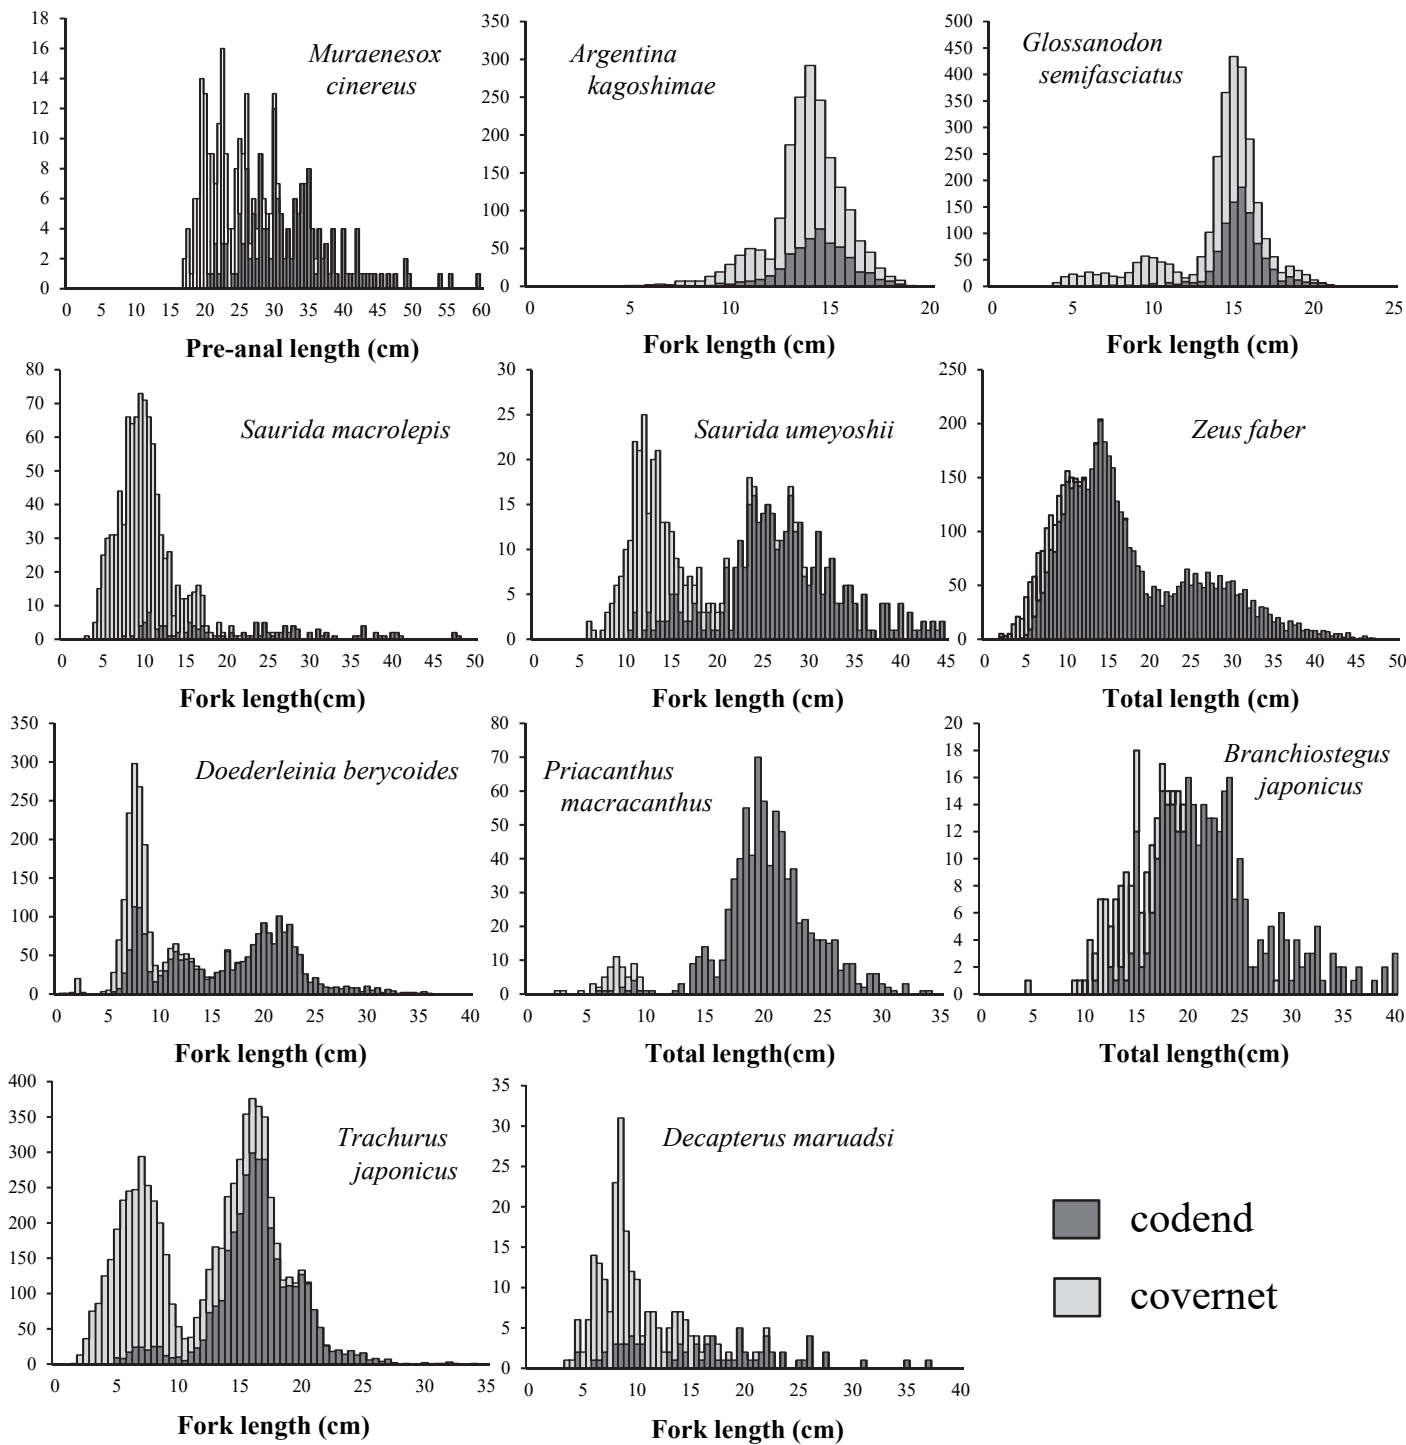 18
16
14
12
10
8
6
4
2
0
Muraenesox
cinereus
0 5 10 15 20 25 30 35 40 45 50 55 60
Pre-anal length (cm)
350
300
250
200
150
100
50
0
Argentina
kagoshimae
0 5 10 15 20
Fork length (cm)
500
450
400
350
300
250
200
150
100
50
0
Glossanodon
semifasciatus
0 5 10 15 20 25
Fork length (cm)
80
70
60
50
40
30
20
10
0
Saurida macrolepis
0 5 10 15 20 25 30 35 40 45 50
Fork length(cm)
30
25
20
15
10
5
0
Saurida umeyoshii
0 5 10 15 20 25 30 35 40 45
Fork length (cm)
250
200
150
100
50
0
Zeus faber
0 5 10 15 20 25 30 35 40 45 50
Total length (cm)
350
300
250
200
150
100
50
0
Doederleinia berycoides
0 5 10 15 20 25 30 35 40
Fork length (cm)
80
70
60
50
40
30
20
10
0
Priacanthus
macracanthus
0 5 10 15 20 25 30 35
Total length(cm)
20
18
16
14
12
10
8
6
4
2
0
Branchiostegus
japonicus
0 5 10 15 20 25 30 35 40
Total length(cm)
400
350
300
250
200
150
100
50
0
Trachurus
japonicus
0 5 10 15 20 25 30 35
Fork length (cm)
35
30
25
20
15
10
5
0
Decapterus maruadsi
0 5 10 15 20 25 30 35 40
Fork length (cm)
codend
covernet